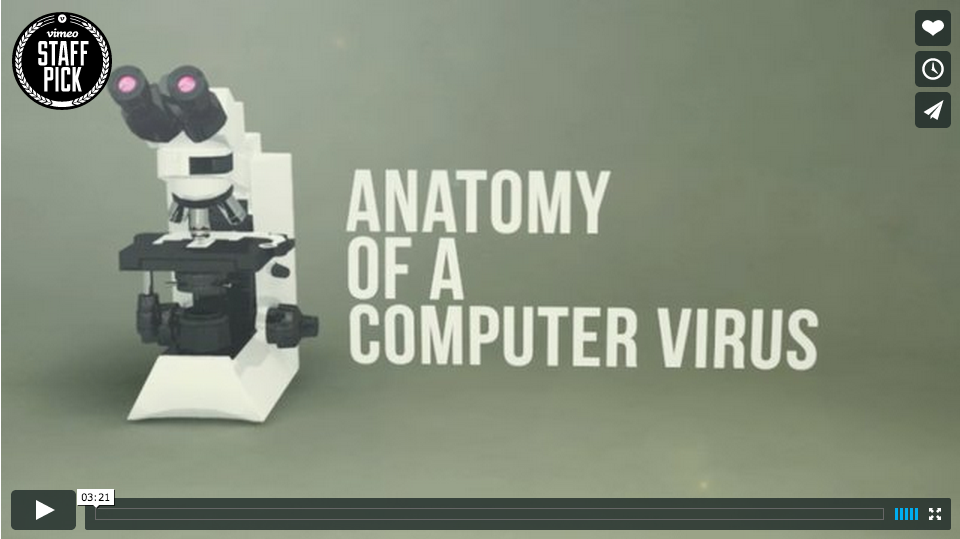 vimeo
STAFF
PICK
ANATOMY
OF A
COMPUTER VIRUS
03:21